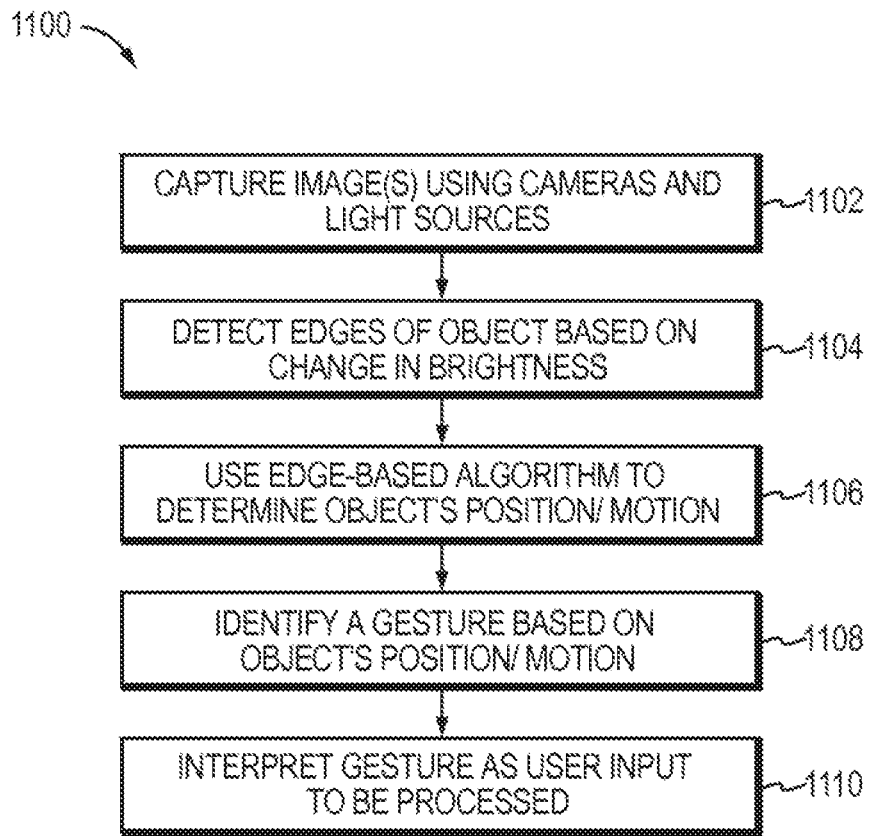 1100
CAPTURE IMAGE(S) USING CAMERAS AND
LIGHT SOURCES
1102
DETECT EDGES OF OBJECT BASED ON
CHANGE IN BRIGHTNESS
1104
USE EDGE-BASED ALGORITHM TO
DETERMINE OBJECT'S POSITION/ MOTION
1106
IDENTIFY A GESTURE BASED ON
OBJECT'S POSITION/ MOTION
1108
INTERPRET GESTURE AS USER INPUT
TO BE PROCESSED
1110